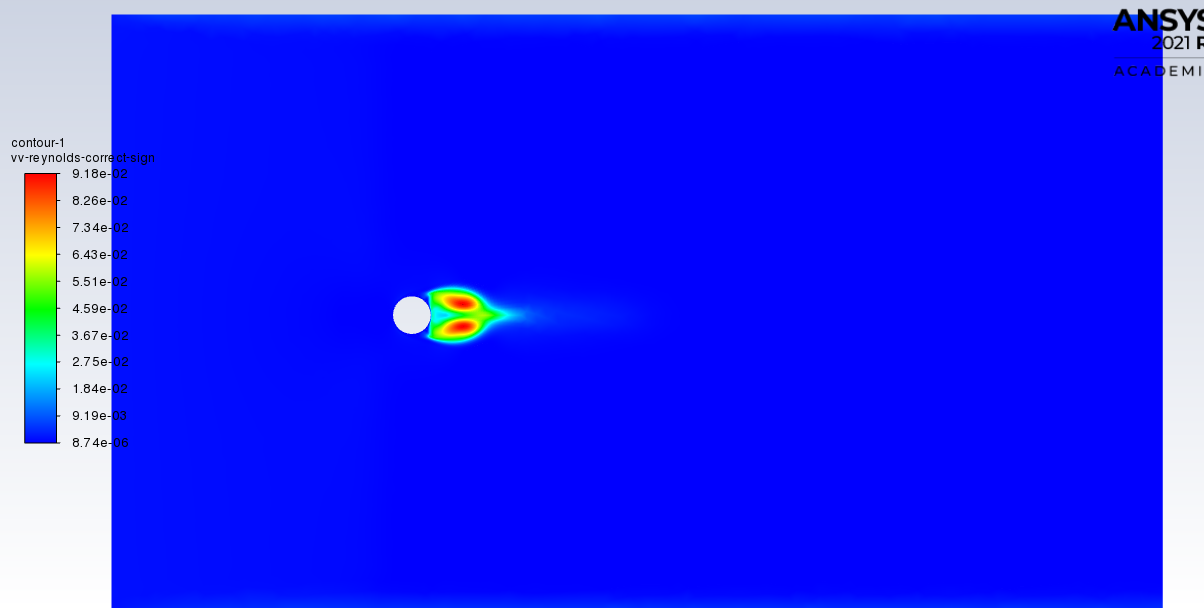 ANSYS
2021 R
ACADEMI
contour-1
vv-reynolds-correct-sign
9.18e-02
8.26e-02
7.34e-02
6.43e-02
5.51e-02
4.59e-02
3.67e-02
2.75e-02
1.84e-02
9.19e-03
8.74e-06